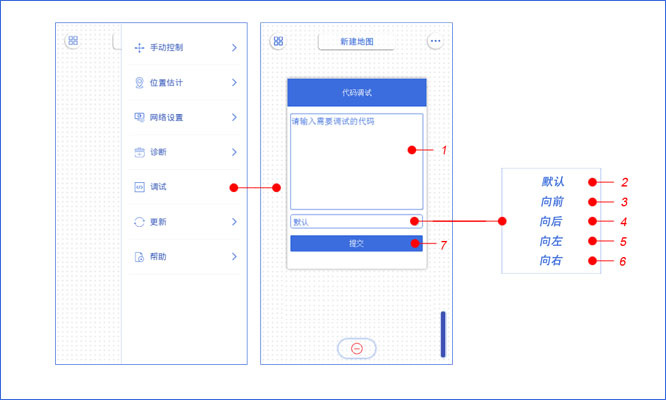 手动控制
位置估计
网络设置
诊断
调试
更新
帮助
新建地图
代码调试
请输入需要调试的代码
1
默认
提交
7
默认
2
向前
3
向后
4
向左
5
向右
6